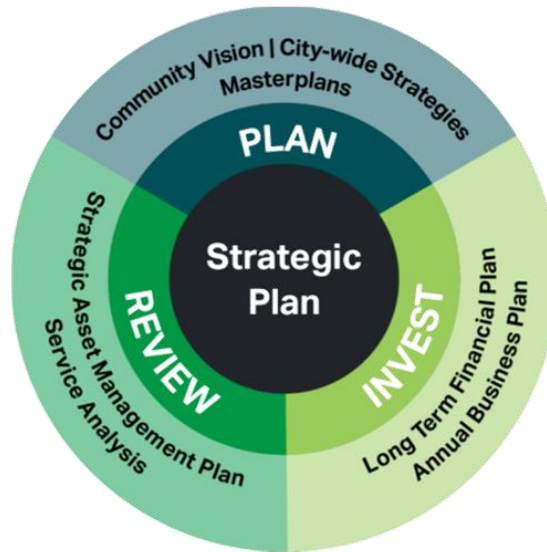 Community Vision | City-wide Strategies
Masterplans
PLAN
Strategic
Plan
INVEST
Long Term Financial Plan
Annual Business Plan
REVIEW
Strategic Asset Management Plan
Service Analysis